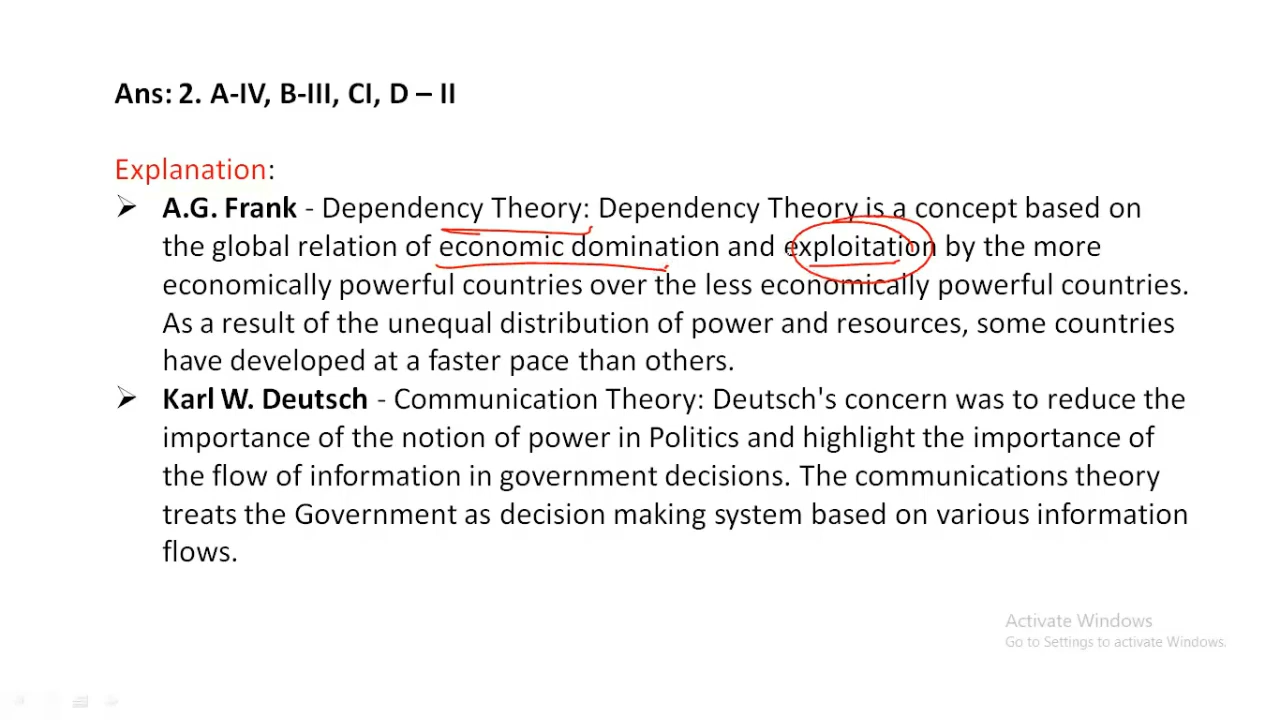 Ans: 2. A-IV, B-III, CI, D – II
Explanation:
➢ A.G. Frank - Dependency Theory: Dependency Theory is a concept based on
the global relation of economic domination and exploitation by the more
economically powerful countries over the less economically powerful countries.
As a result of the unequal distribution of power and resources, some countries
have developed at a faster pace than others.
➢ Karl W. Deutsch - Communication Theory: Deutsch's concern was to reduce the
importance of the notion of power in Politics and highlight the importance of
the flow of information in government decisions. The communications theory
treats the Government as decision making system based on various information
flows.
Activate Windows
Go to Settings to activate Windows.